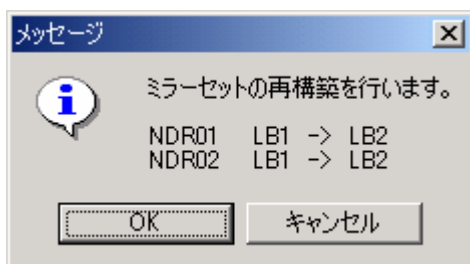 メッセージ
ミラーセットの再構築を行います。
NDR01 LB1 -> LB2
NDR02 LB1 -> LB2
OK キャンセル